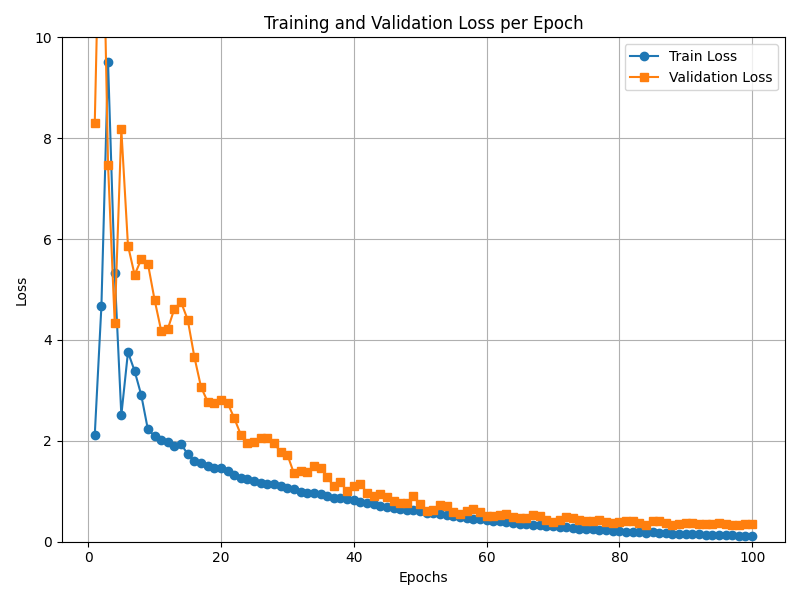 Training and Validation Loss per Epoch
Train Loss
Validation Loss
Loss
10
8
6
4
2
0
0 20 40 60 80 100
Epochs